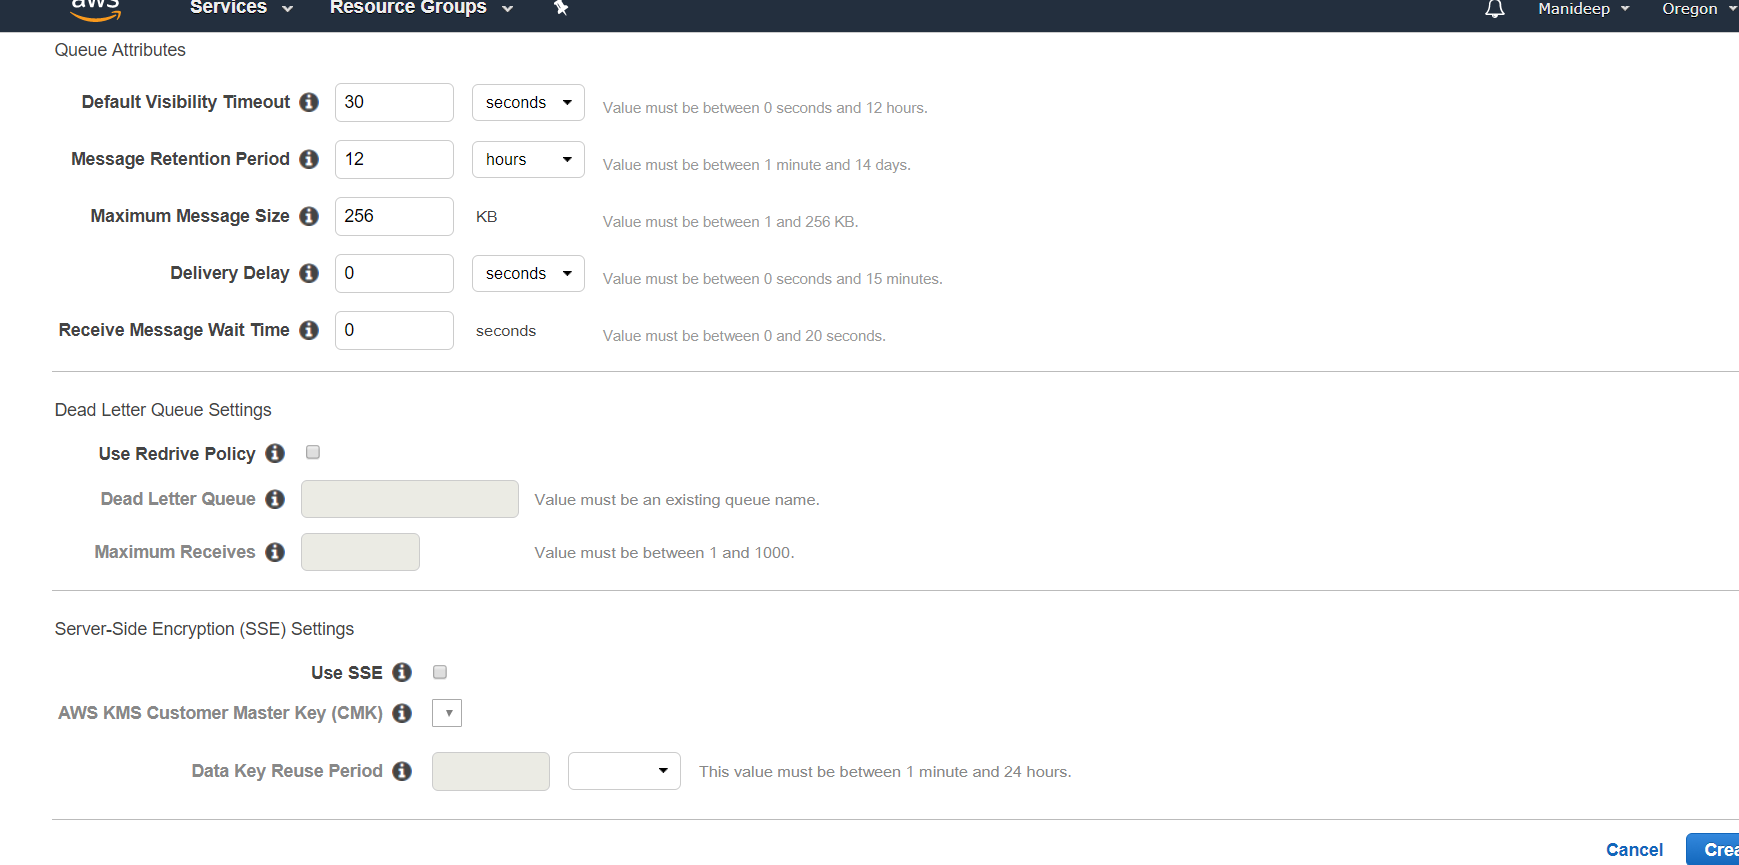 aws Services Resource Groups Manideep Oregon
Queue Attributes
Default Visibility Timeout 30 seconds Value must be between 0 seconds and 12 hours.
Message Retention Period 12 hours Value must be between 1 minute and 14 days.
Maximum Message Size 256 KB Value must be between 1 and 256 KB.
Delivery Delay 0 seconds Value must be between 0 seconds and 15 minutes.
Receive Message Wait Time 0 seconds Value must be between 0 and 20 seconds.
Dead Letter Queue Settings
Use Redrive Policy
Dead Letter Queue Value must be an existing queue name.
Maximum Receives Value must be between 1 and 1000.
Server-Side Encryption (SSE) Settings
Use SSE
AWS KMS Customer Master Key (CMK)
Data Key Reuse Period This value must be between 1 minute and 24 hours.
Cancel